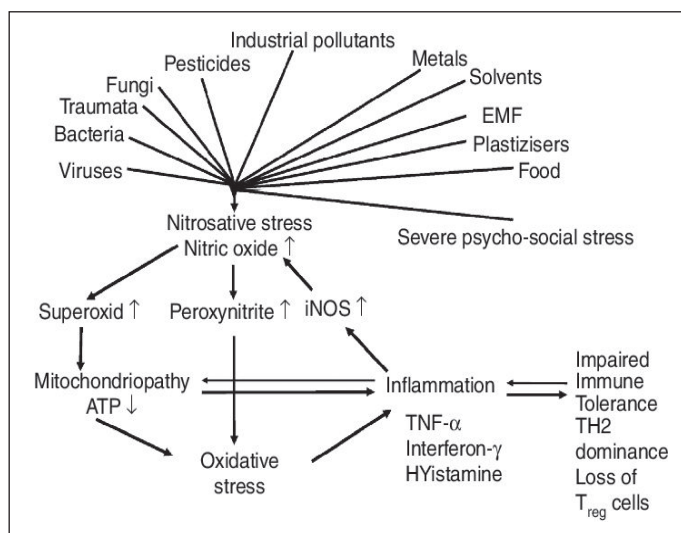 Industrial pollutants
Pesticides
Fungi
Traumata
Bacteria
Viruses
Metals
Solvents
EMF
Plastizisers
Food
Severe psycho-social stress
Nitrosative stress
Nitric oxide ↑
Superoxid ↑
Peroxynitrite ↑
iNOS ↑
Mitochondriopathy
ATP ↓
Oxidative
stress
Inflammation
TNF-α
Interferon-γ
HYistamine
Impaired
Immune
Tolerance
TH2
dominance
Loss of
Treg cells